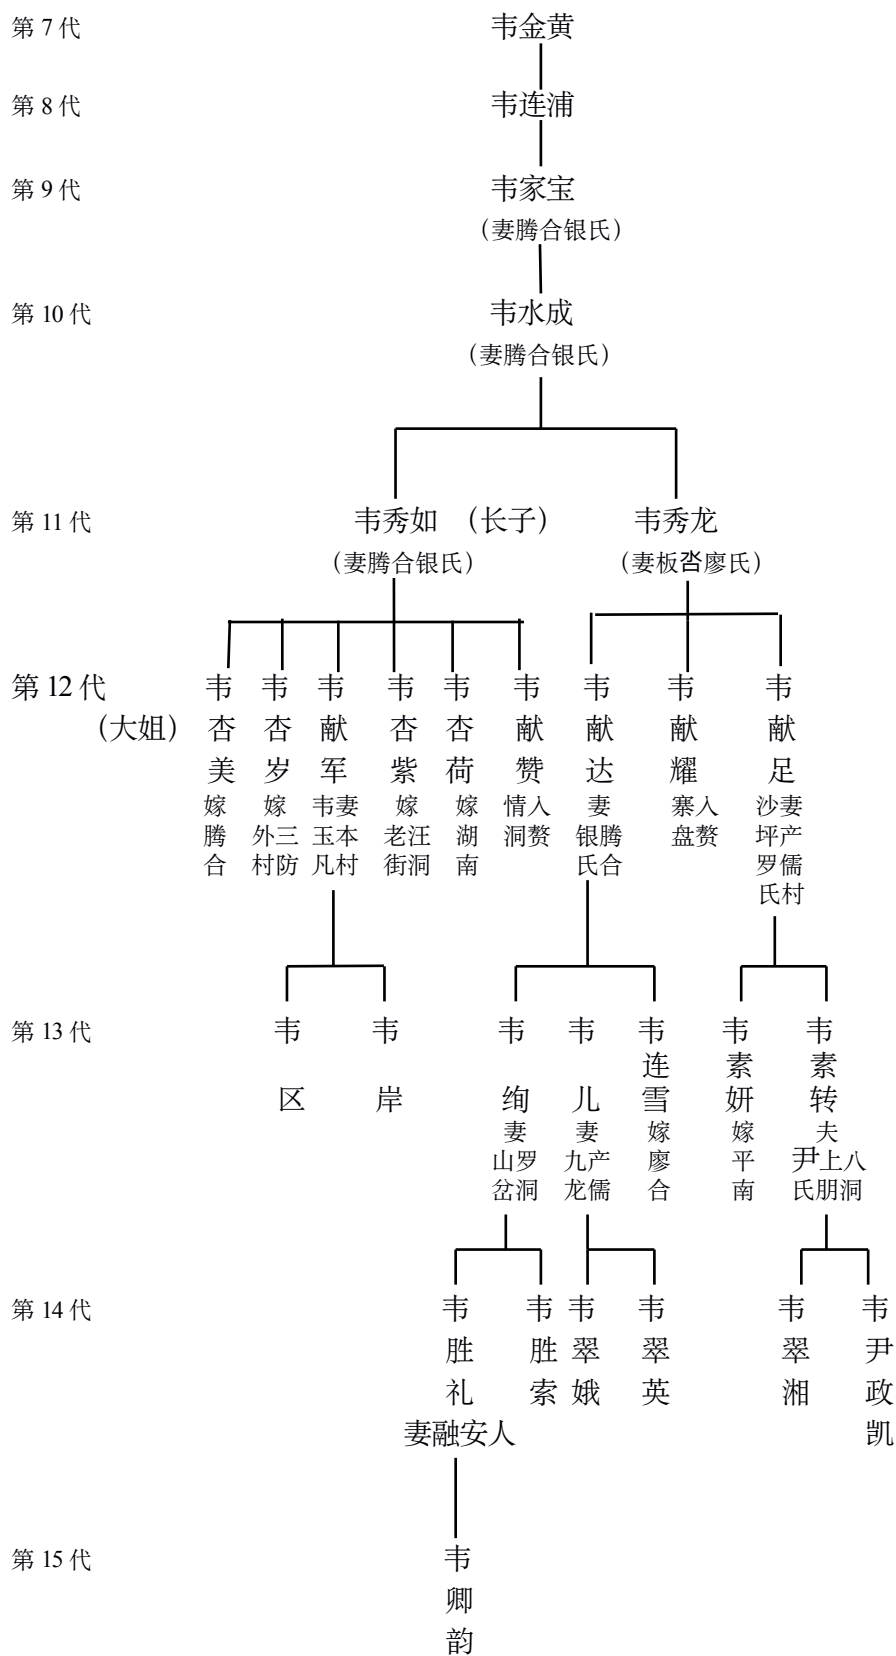 第 7 代 韦金黄
第 8 代 韦连浦
第 9 代 韦家宝
（妻腾合银氏）
第 10 代 韦水成
（妻腾合银氏）
第 11 代 韦秀如 （长子） 韦秀龙
（妻腾合银氏） （妻板呇廖氏）
第 12 代
（大姐）
韦杏美
嫁腾合
韦杏岁
嫁三防外村
韦献军
妻本村韦玉凡
韦杏紫
嫁汪洞老街
韦杏荷
嫁湖南
韦献赞
入赘情洞
韦献达
妻腾合银氏
韦献耀
入赘寨盘
韦献足
妻产儒村沙坪罗氏
第 13 代
韦区
韦岸
韦绚
妻罗洞山岔
韦儿
妻产儒九龙
韦连雪
嫁廖合
韦素妍
嫁平南
韦素转
夫八洞上朋尹氏
第 14 代
韦胜礼
妻融安人
韦胜索
韦翠娥
韦翠英
韦翠湘
韦尹政凯
第 15 代
韦卿韵